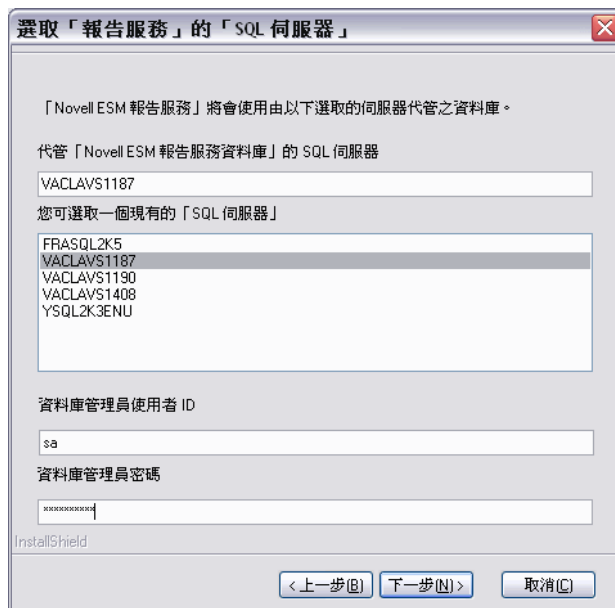 選取「報告服務」的「SQL 伺服器」
「Novell ESM 報告服務」將會使用由以下選取的伺服器代管之資料庫。
代管「Novell ESM 報告服務資料庫」的 SQL 伺服器
VACLAVS1187
您可選取一個現有的「SQL 伺服器」
FRASQL2K5
VACLAVS1187
VACLAVS1190
VACLAVS1408
YSQL2K3ENU
資料庫管理員使用者 ID
sa
資料庫管理員密碼
**********
InstallShield
<上一步(B) 下一步(N)> 取消(C)